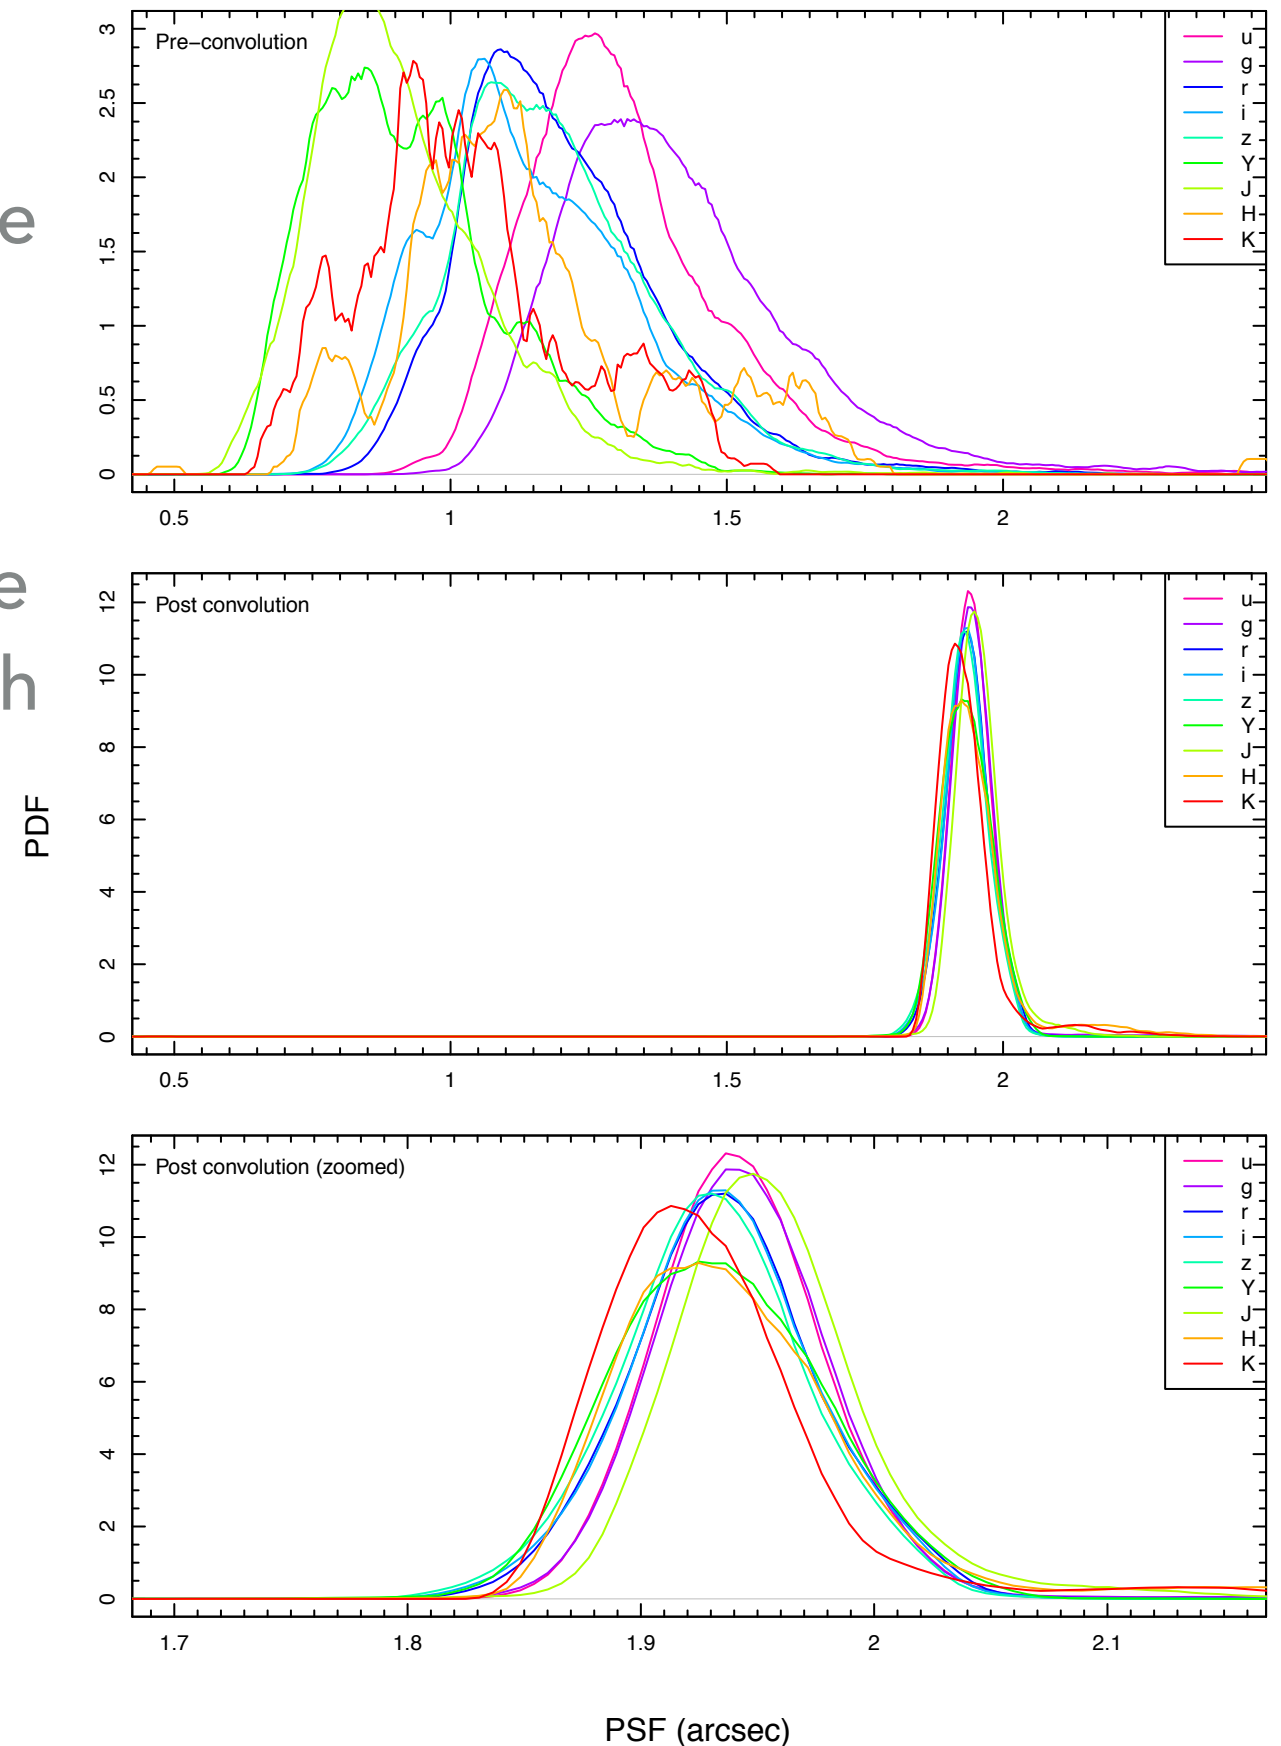 e
e
h
3
2.5
2
1.5
1
0.5
0
Pre−convolution
u
g
r
i
z
Y
J
H
K
0.5 1 1.5 2
12
10
8
6
4
2
0
Post convolution
u
g
r
i
z
Y
J
H
K
0.5 1 1.5 2
PDF
12
10
8
6
4
2
0
Post convolution (zoomed)
u
g
r
i
z
Y
J
H
K
1.7 1.8 1.9 2 2.1
PSF (arcsec)